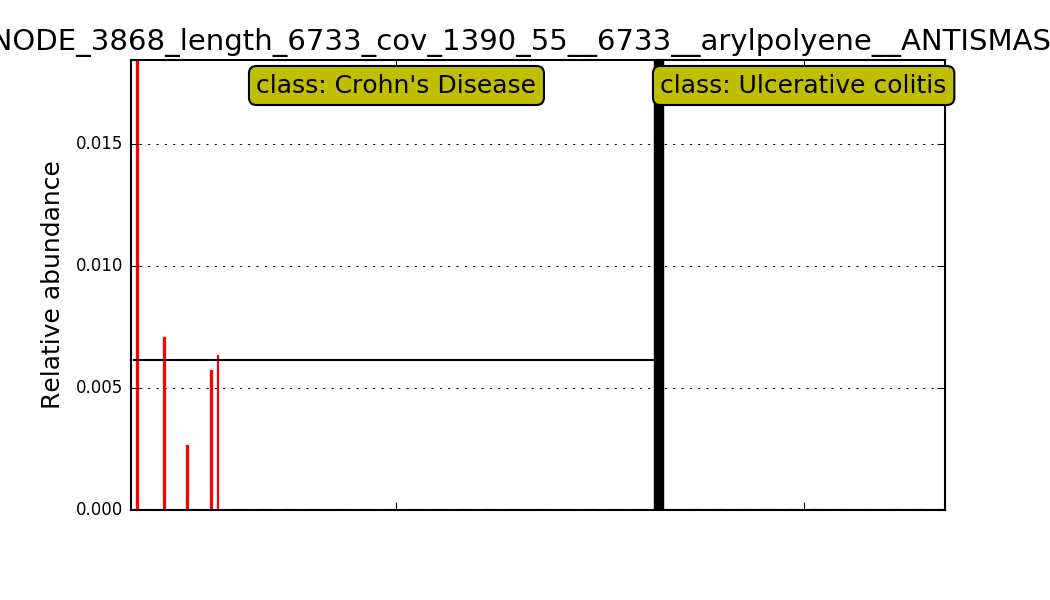 NODE_3868_length_6733_cov_1390_55__6733__arylpolyene__ANTISMAS
class: Crohn's Disease
class: Ulcerative colitis
Relative abundance
0.015
0.010
0.005
0.000